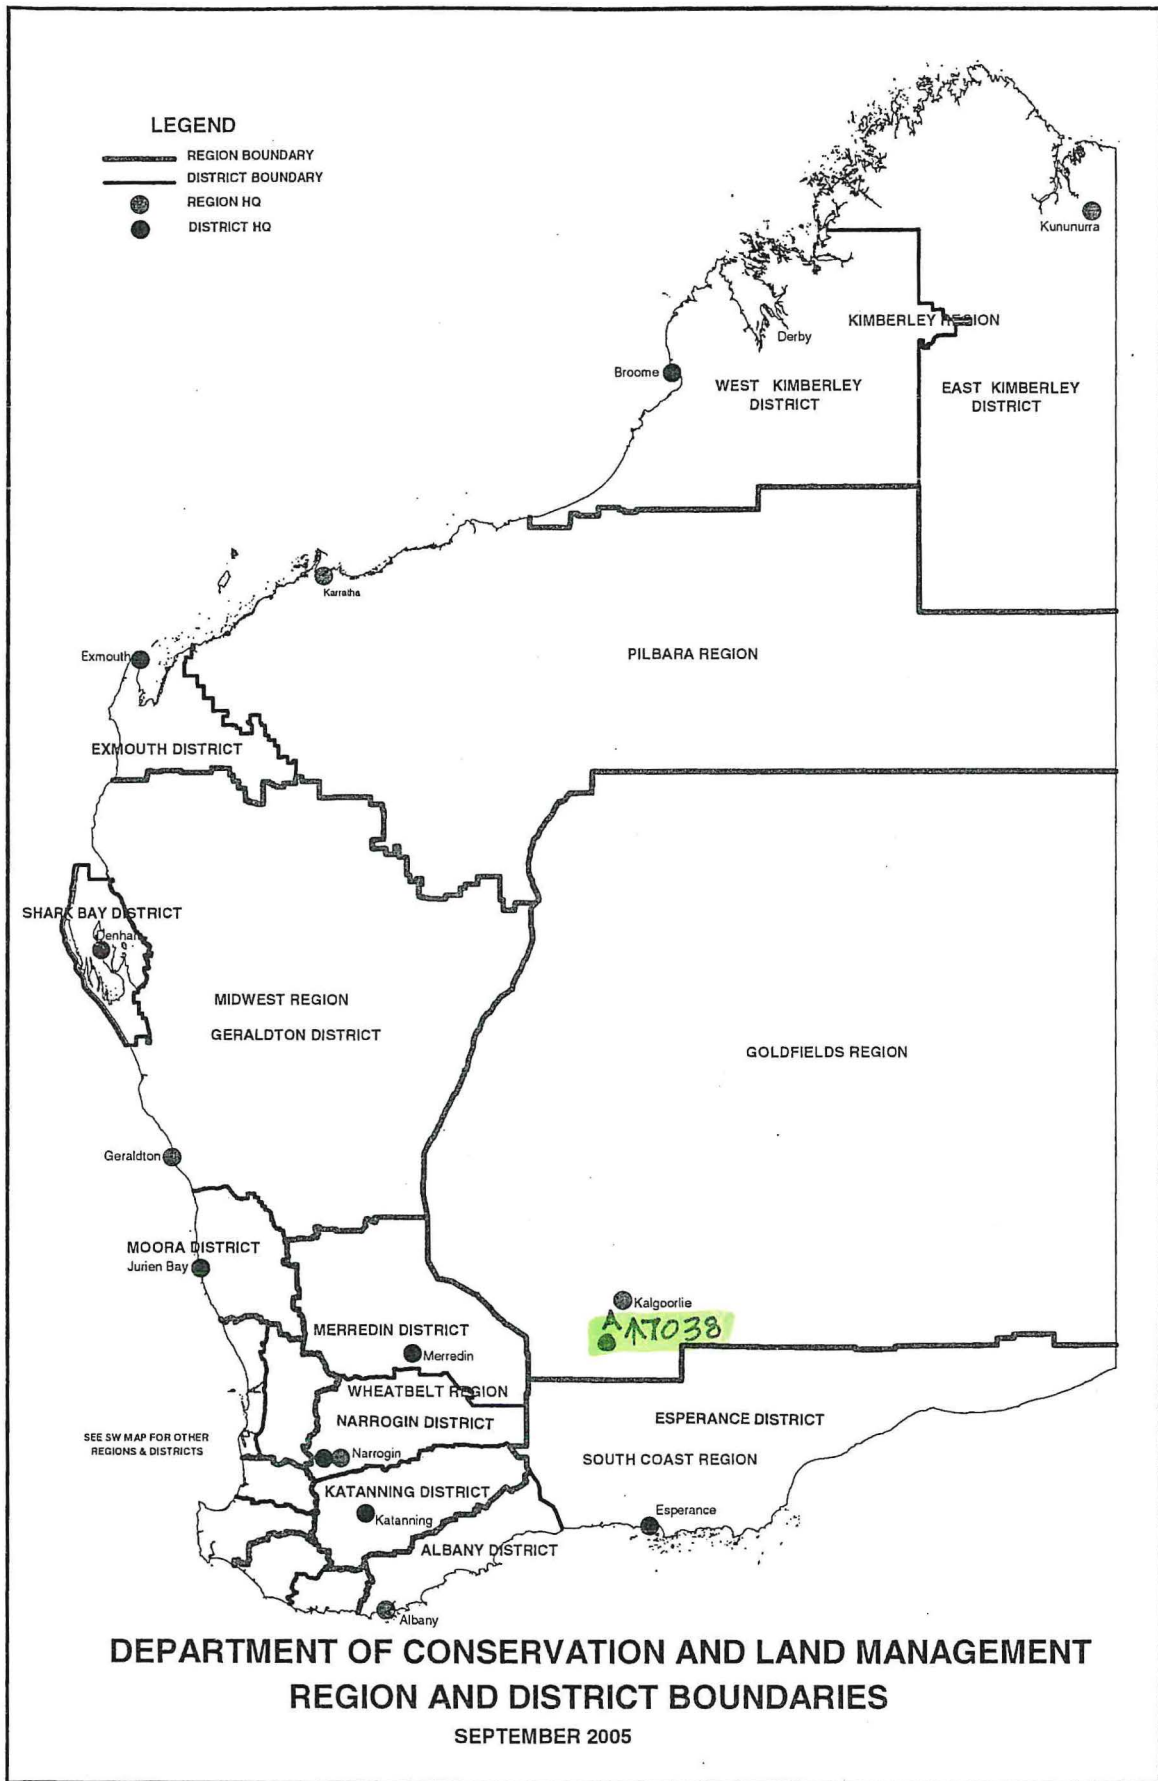 LEGEND
REGION BOUNDARY
DISTRICT BOUNDARY
REGION HQ
DISTRICT HQ
Kununurra
KIMBERLEY REGION
Derby
Broome
WEST KIMBERLEY
DISTRICT
EAST KIMBERLEY
DISTRICT
Karratha
Exmouth
PILBARA REGION
EXMOUTH DISTRICT
SHARK BAY DISTRICT
Denham
MIDWEST REGION
GERALDTON DISTRICT
GOLDFIELDS REGION
Geraldton
MOORA DISTRICT
Jurien Bay
Kalgoorlie
MERREDIN DISTRICT
Merredin
WHEATBELT REGION
NARROGIN DISTRICT
ESPERANCE DISTRICT
SEE SW MAP FOR OTHER
REGIONS & DISTRICTS
Narrogin
SOUTH COAST REGION
KATANNING DISTRICT
Katanning
Esperance
ALBANY DISTRICT
Albany
DEPARTMENT OF CONSERVATION AND LAND MANAGEMENT
REGION AND DISTRICT BOUNDARIES
SEPTEMBER 2005